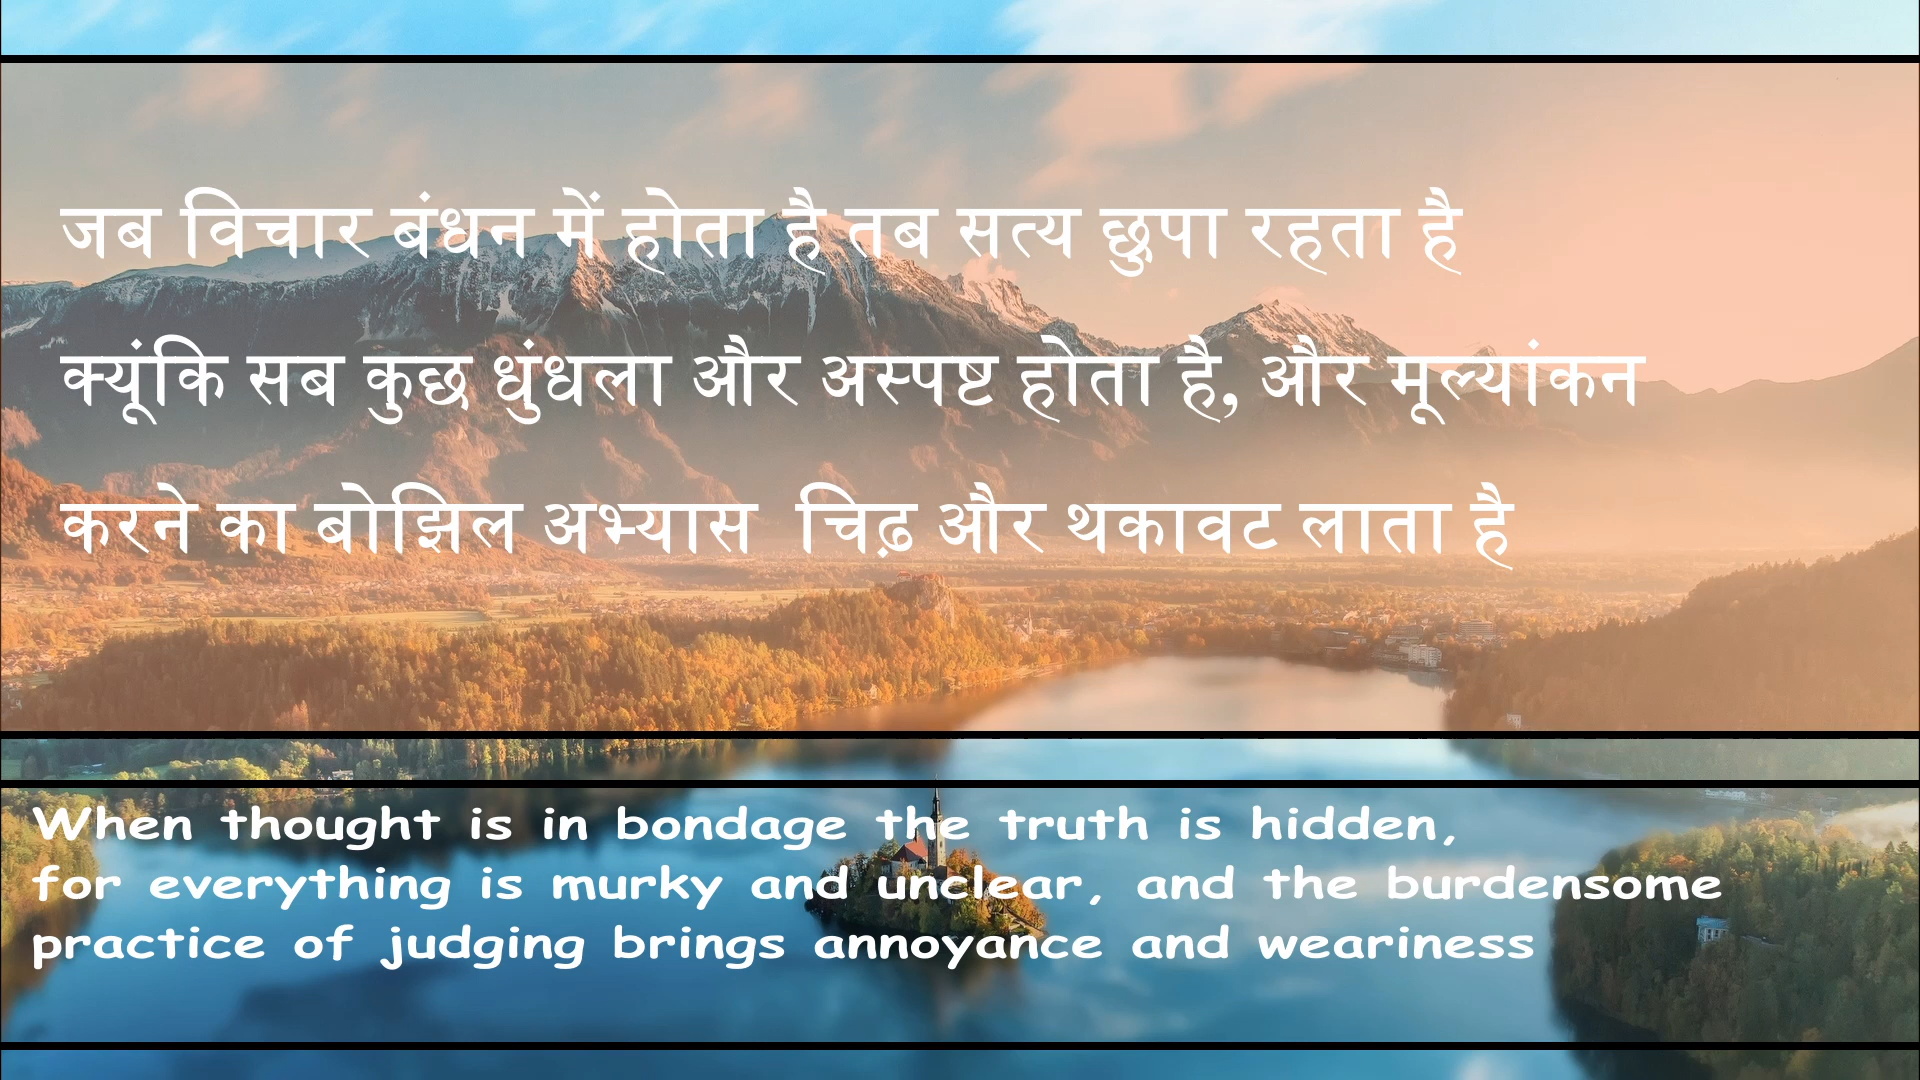 जब विचार बंधन में होता है तब सत्य छुपा रहता है
क्यूंकि सब कुछ धुंधला और अस्पष्ट होता है, और मूल्यांकन
करने का बोझिल अभ्यास  चिढ़ और थकावट लाता है
When thought is in bondage the truth is hidden,
for everything is murky and unclear, and the burdensome
practice of judging brings annoyance and weariness